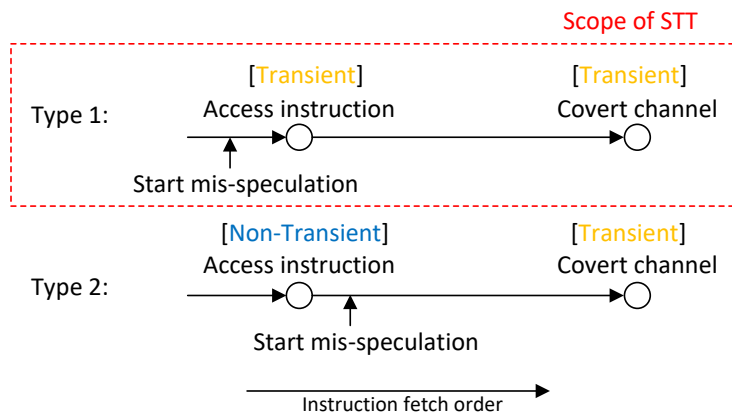 Scope of STT
[Transient] [Transient]
Type 1: Access instruction Covert channel
Start mis-speculation
[Non-Transient] [Transient]
Access instruction Covert channel
Type 2:
Start mis-speculation
Instruction fetch order